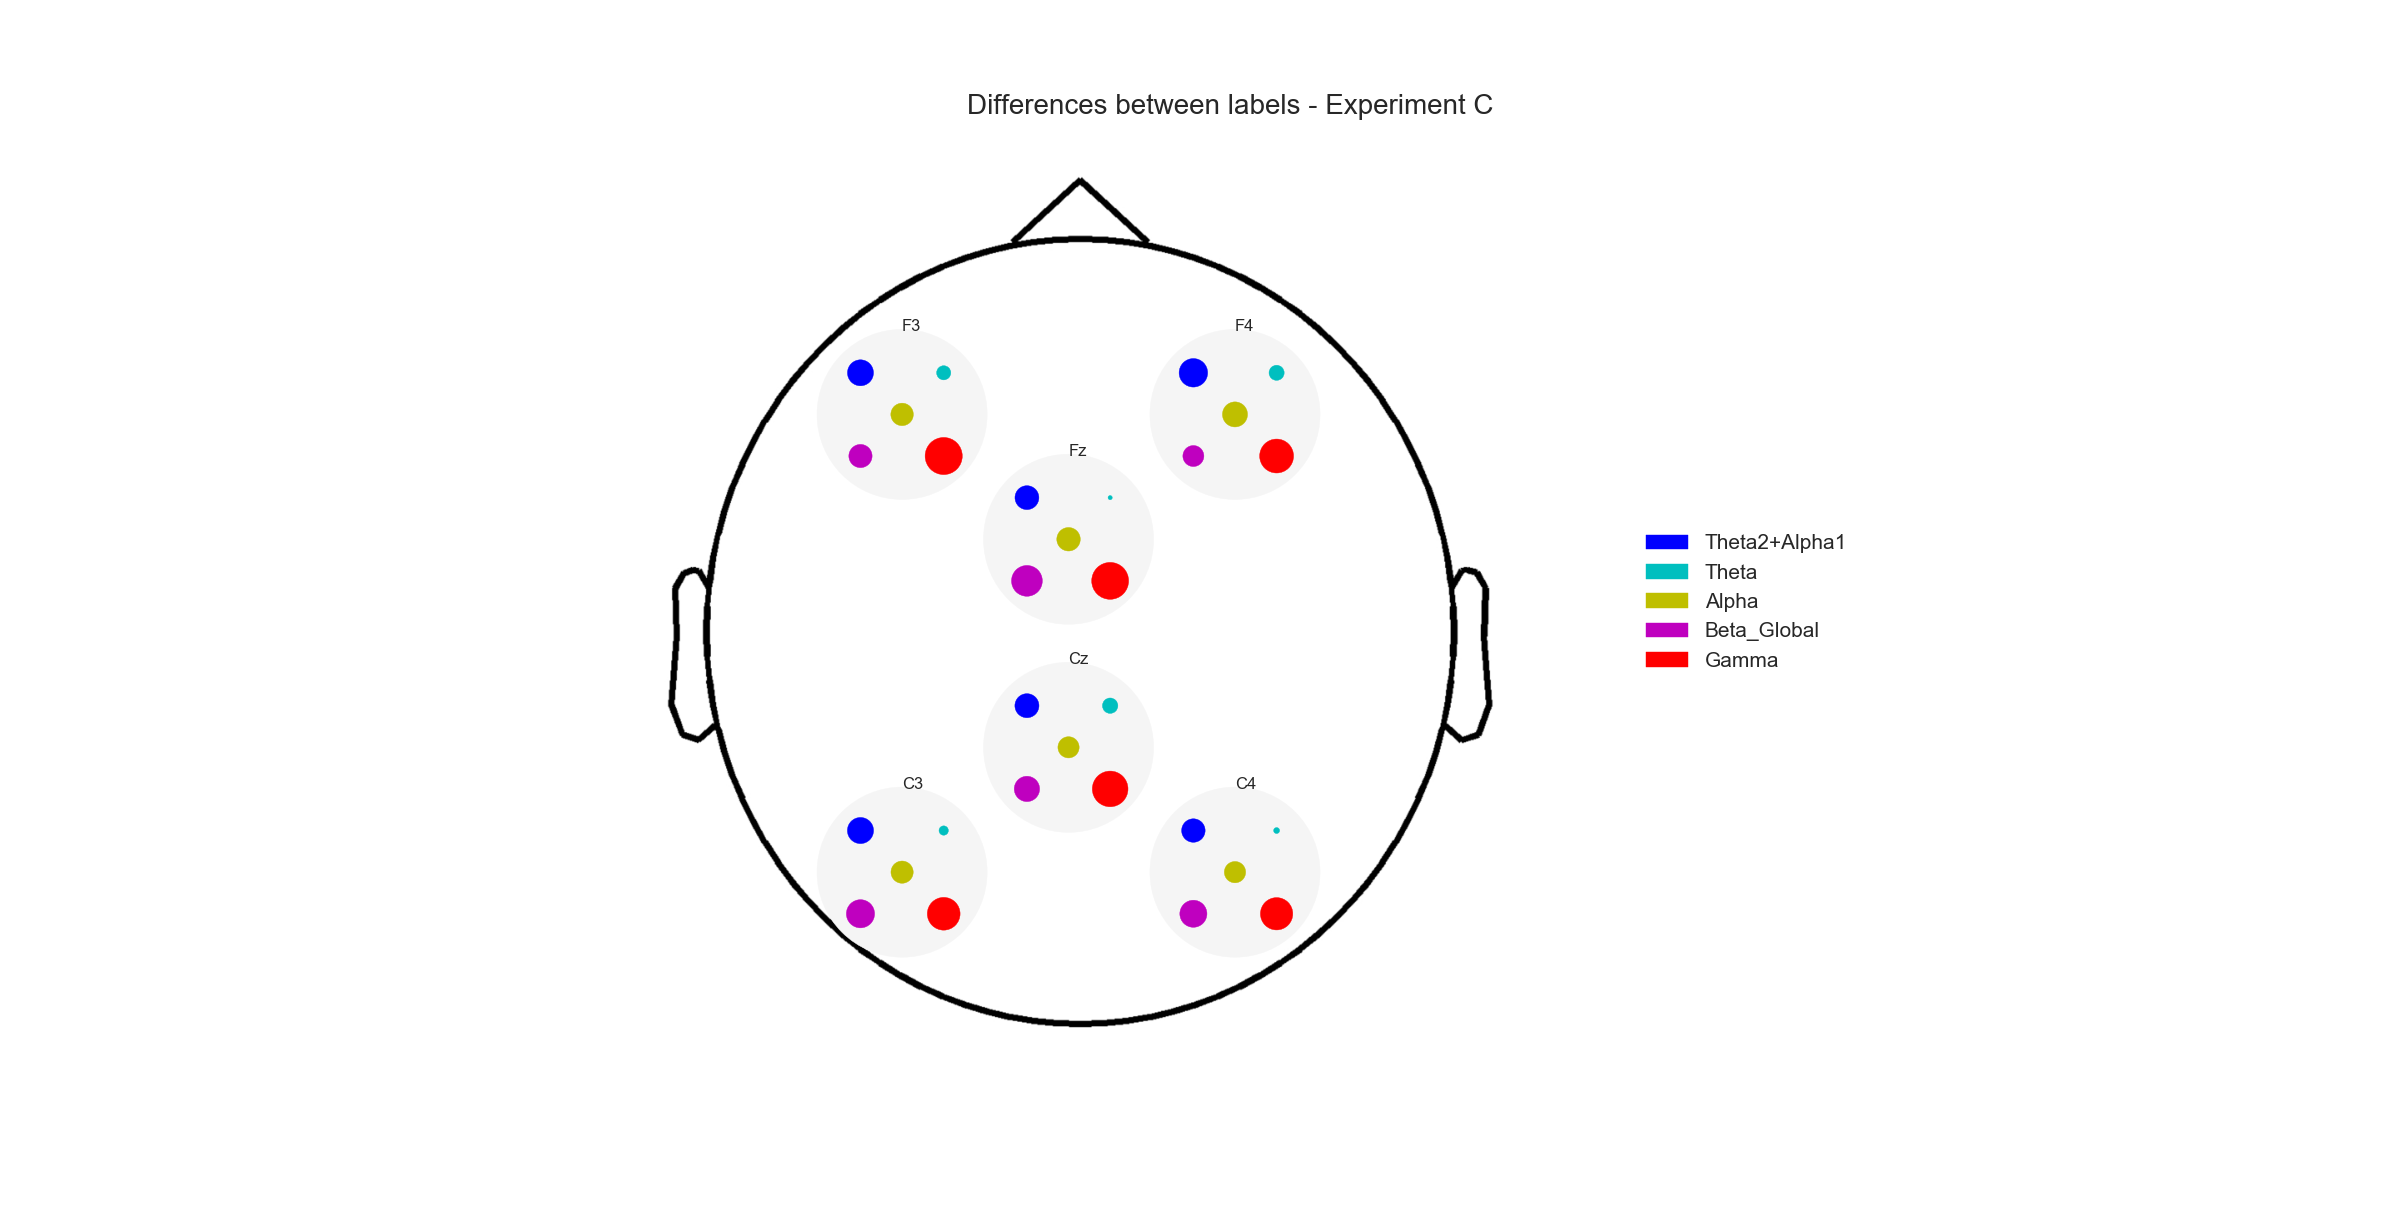 Differences between labels - Experiment C
F3
F4
Fz
Theta2+Alpha1
Theta
Alpha
Beta_Global
Gamma
Cz
C3
C4